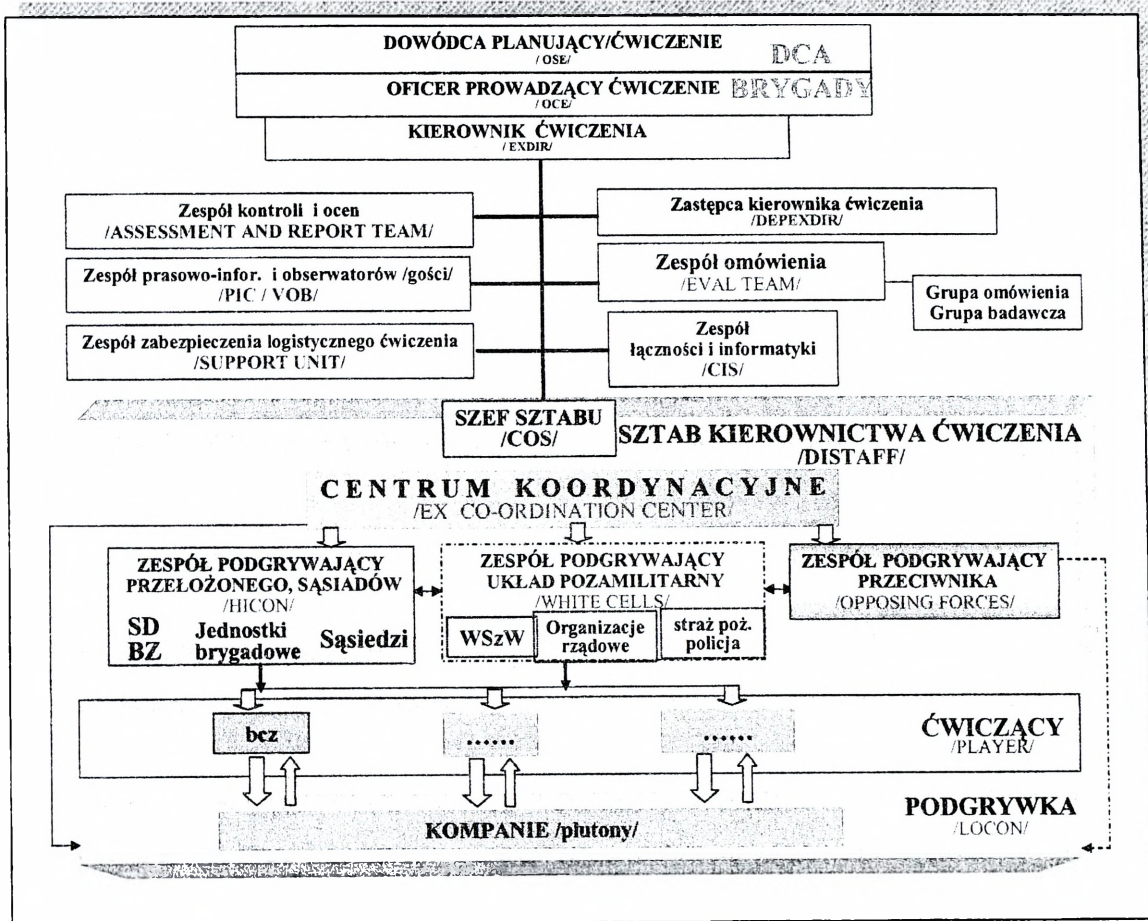 DOWÓDCA PLANUJĄCY/ĆWICZENIE
/ OSE/
DCA
OFICER PROWADZĄCY ĆWICZENIE
/ OCE/
BRYGADY
KIEROWNIK ĆWICZENIA
/ EXDIR/
Zespół kontroli i ocen
/ASSESSMENT AND REPORT TEAM/
Zastępca kierownika ćwiczenia
/DEPEXDIR/
Zespół prasowo-infor. i obserwatorów /gości/
/PIC / VOB/
Zespół omówienia
/EVAL TEAM/
Grupa omówienia
Grupa badawcza
Zespół zabezpieczenia logistycznego ćwiczenia
/SUPPORT UNIT/
Zespół
łączności i informatyki
/CIS/
SZEF SZTABU
/COS/
SZTAB KIEROWNICTWA ĆWICZENIA
/DISTAFF/
CENTRUM KOORDYNACYJNE
/EX CO-ORDINATION CENTER/
ZESPÓŁ PODGRYWAJĄCY
PRZEŁOŻONEGO, SĄSIADÓW
/HICON/
SD
BZ
Jednostki
brygadowe
Sąsiedzi
ZESPÓŁ PODGRYWAJĄCY
UKŁAD POZAMILITARNY
/WHITE CELLS/
WSzW
Organizacje
rządowe
straż poż.
policja
ZESPÓŁ PODGRYWAJĄCY
PRZECIWNIKA
/OPPOSING FORCES/
bcz
......
......
ĆWICZĄCY
/PLAYER/
KOMPANIE /plutony/
PODGRYWKA
/LOCON/